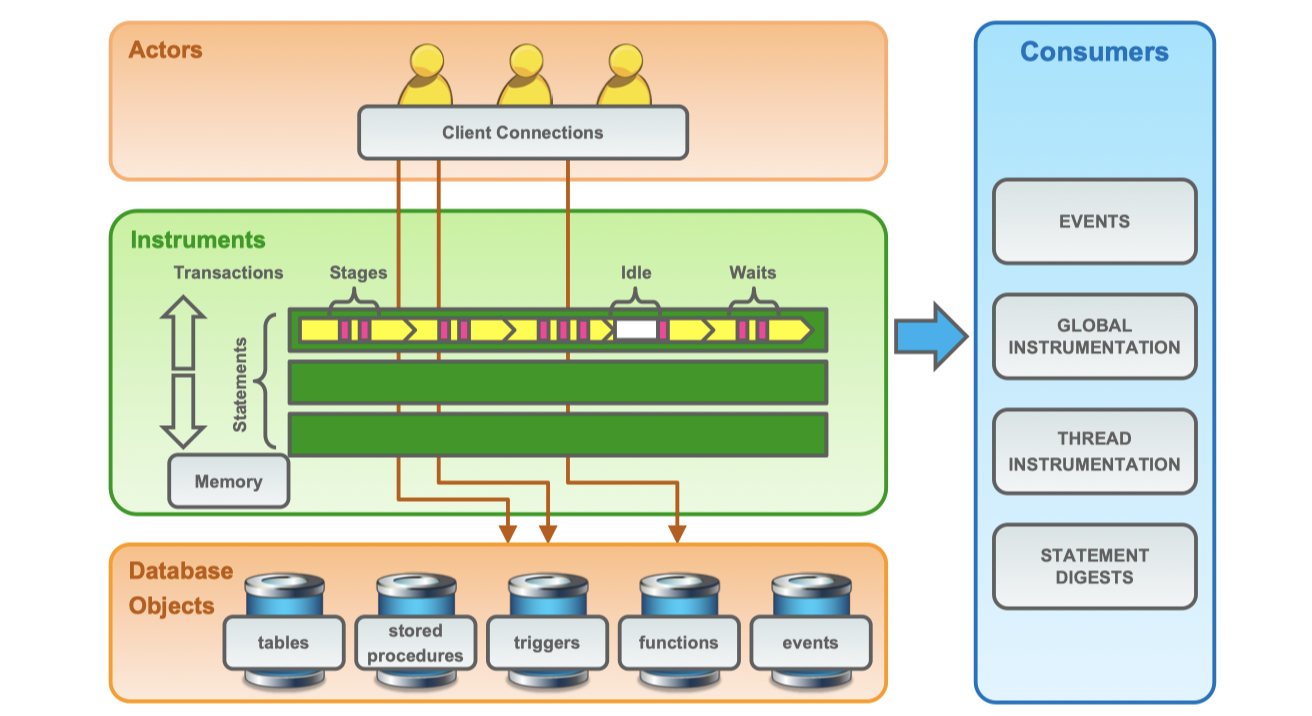 Actors
Client Connections
Instruments
Transactions
Stages
Idle
Waits
Statements
Memory
Database
Objects
tables
stored
procedures
triggers
functions
events
Consumers
EVENTS
GLOBAL
INSTRUMENTATION
THREAD
INSTRUMENTATION
STATEMENT
DIGESTS